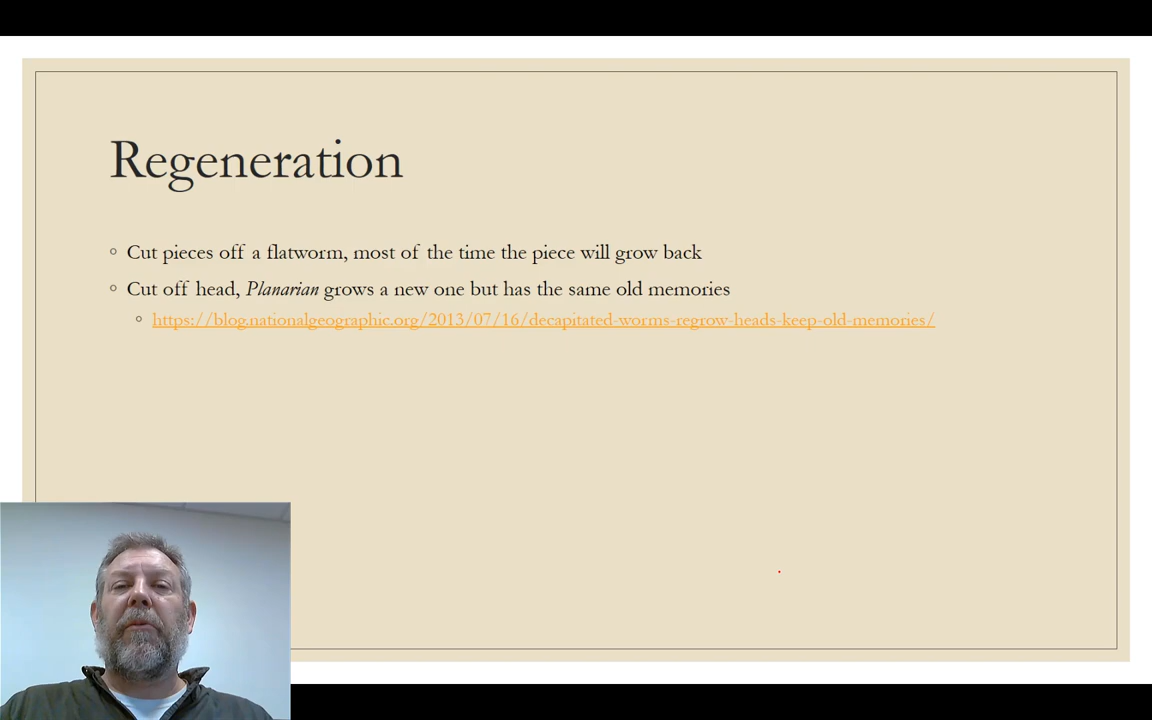 Regeneration
Cut pieces off a flatworm, most of the time the piece will grow back
Cut off head, Planarian grows a new one but has the same old memories
https://blog.nationalgeographic.org/2013/07/16/decapitated-worms-regrow-heads-keep-old-memories/